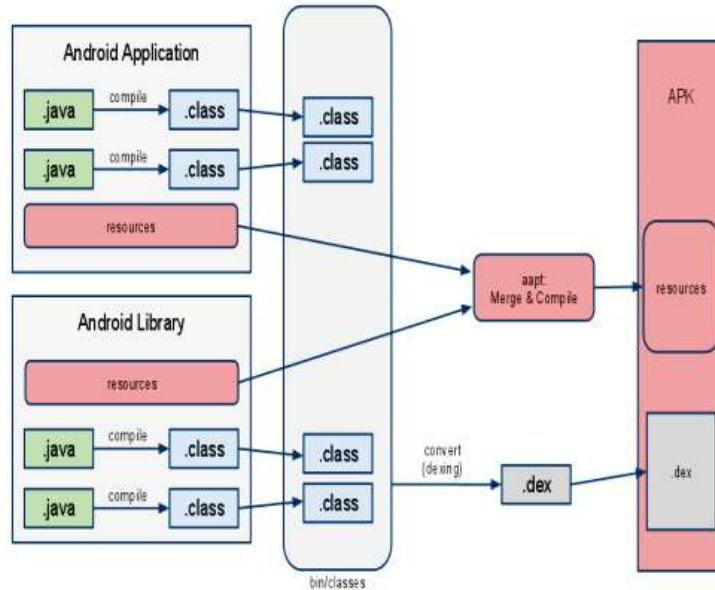 Android Application
.java
compile
.class
.class
.java
compile
.class
.class
resources
Android Library
resources
.java
compile
.class
.class
.java
compile
.class
.class
bin/classes
aapt:
Merge & Compile
convert
(dexing)
.dex
APK
resources
.dex